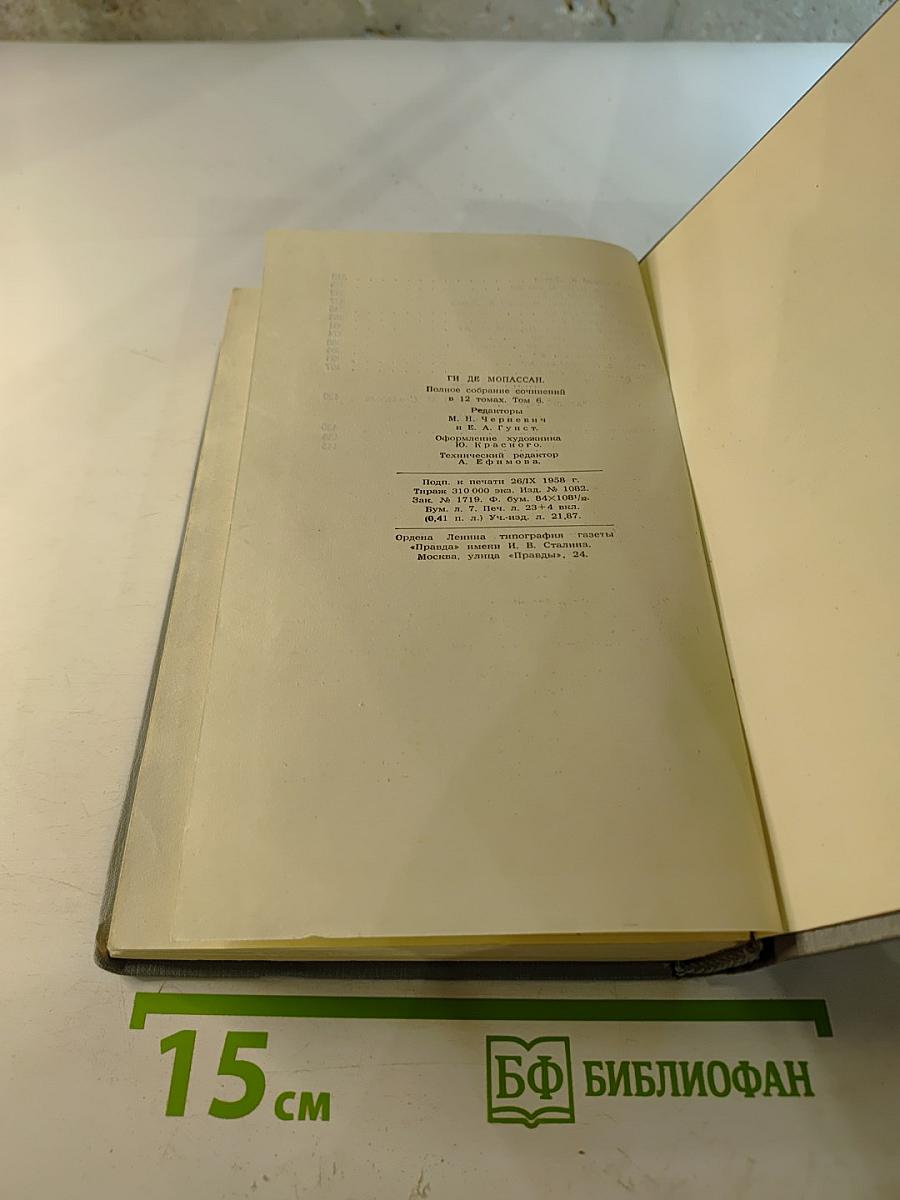 ГИ ДЕ МОПАССАН.
Полное собрание сочинений
в 12 томах. Том 6.
Редакторы
М. Н. Черневич
и Е. А. Гунст.
Оформление художника
Ю. Красного.
Технический редактор
А. Ефимова.
Подп. к печати 26/IX 1958 г.
Тираж 310 000 экз. Изд. № 1082.
Зак. № 1719. Ф. бум. 84×108¹/₃₂.
Бум. л. 7. Печ. л. 23+4 вкл.
(0,41 п. л.) Уч.-изд. л. 21,87.
Ордена Ленина типография газеты
«Правда» имени И. В. Сталина.
Москва, улица «Правды», 24.
15 см
БФ БИБЛИОФАН